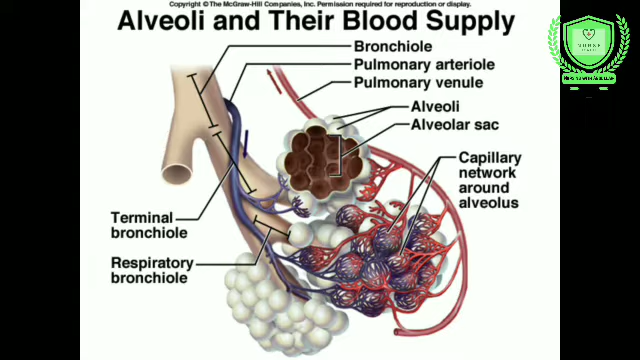 Copyright © The McGraw-Hill Companies, Inc. Permission required for reproduction or display.
Alveoli and Their Blood Supply
Bronchiole
Pulmonary arteriole
Pulmonary venule
Alveoli
Alveolar sac
Capillary
network
around
alveolus
Terminal
bronchiole
Respiratory
bronchiole
NURSE